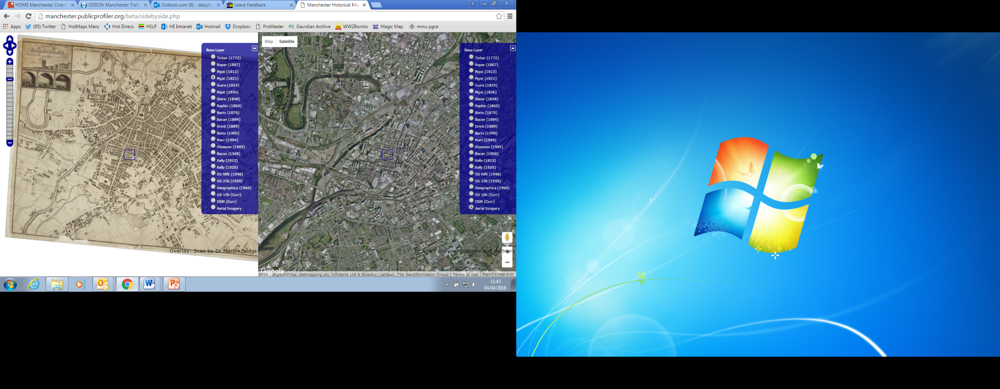 HOME Manchester Cinem
ODEON Manchester Traff
Outlook.com (6) - daisyho
Leave Feedback
Manchester Historical Ma
manchester.publicprofiler.org/beta/sidebyside.php
Apps
(85) Twitter
HistMaps Manc
Hist Direcs
HSLP
HE Intranet
Hotmail
Dropbox
ProMaster
PQ Gaurdian Archive
WW2Bombs
Magic Map
mmu pgce
A PLAN OF
Manchester & Salford
Base Layer
Tinker (1772)
Roper (1807)
Pigot (1813)
Pigot (1821)
Swire (1824)
Pigot (1836)
Slater (1848)
Rapkin (1860)
Barts (1870)
Bacon (1884)
Drink (1889)
Barts (1900)
Marr (1904)
Diseases (1905)
Bacon (1908)
Kelly (1913)
Kelly (1920)
OS NPE (1948)
OS 25k (1959)
Geographica (1960)
OS 10k (Curr)
OSM (Curr)
Aerial Imagery
Overlay: Scan by Dr Martin Dodge
Map Satellite
Base Layer
Tinker (1772)
Roper (1807)
Pigot (1813)
Pigot (1821)
Swire (1824)
Pigot (1836)
Slater (1848)
Rapkin (1860)
Barts (1870)
Bacon (1884)
Drink (1889)
Barts (1900)
Marr (1904)
Diseases (1905)
Bacon (1908)
Kelly (1913)
Kelly (1920)
OS NPE (1948)
OS 25k (1959)
Geographica (1960)
OS 10k (Curr)
OSM (Curr)
Aerial Imagery
Imagery copyright Google and partners
Google
2016 , DigitalGlobe, Getmapping plc, Infoterra Ltd & Bluesky, Landsat, The GeoInformation Group
Terms of Use
Report a map error
11:43
04/04/2016